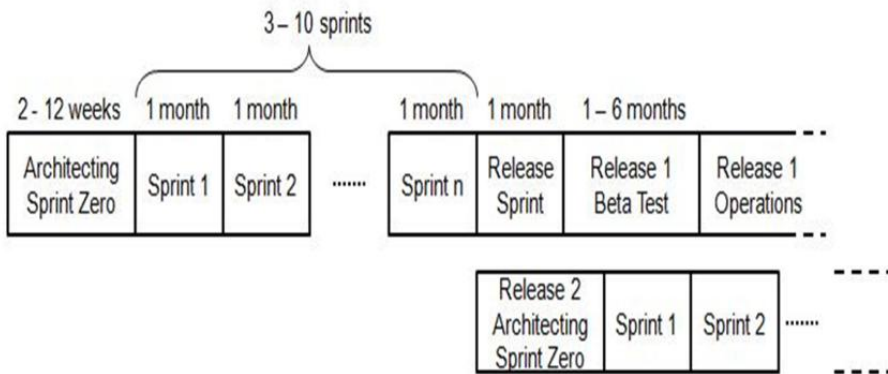 3 – 10 sprints
2 - 12 weeks 1 month 1 month 1 month 1 month 1 – 6 months
Architecting
Sprint Zero
Sprint 1
Sprint 2
........
Sprint n
Release
Sprint
Release 1
Beta Test
Release 1
Operations
Release 2
Architecting
Sprint Zero
Sprint 1
Sprint 2
........